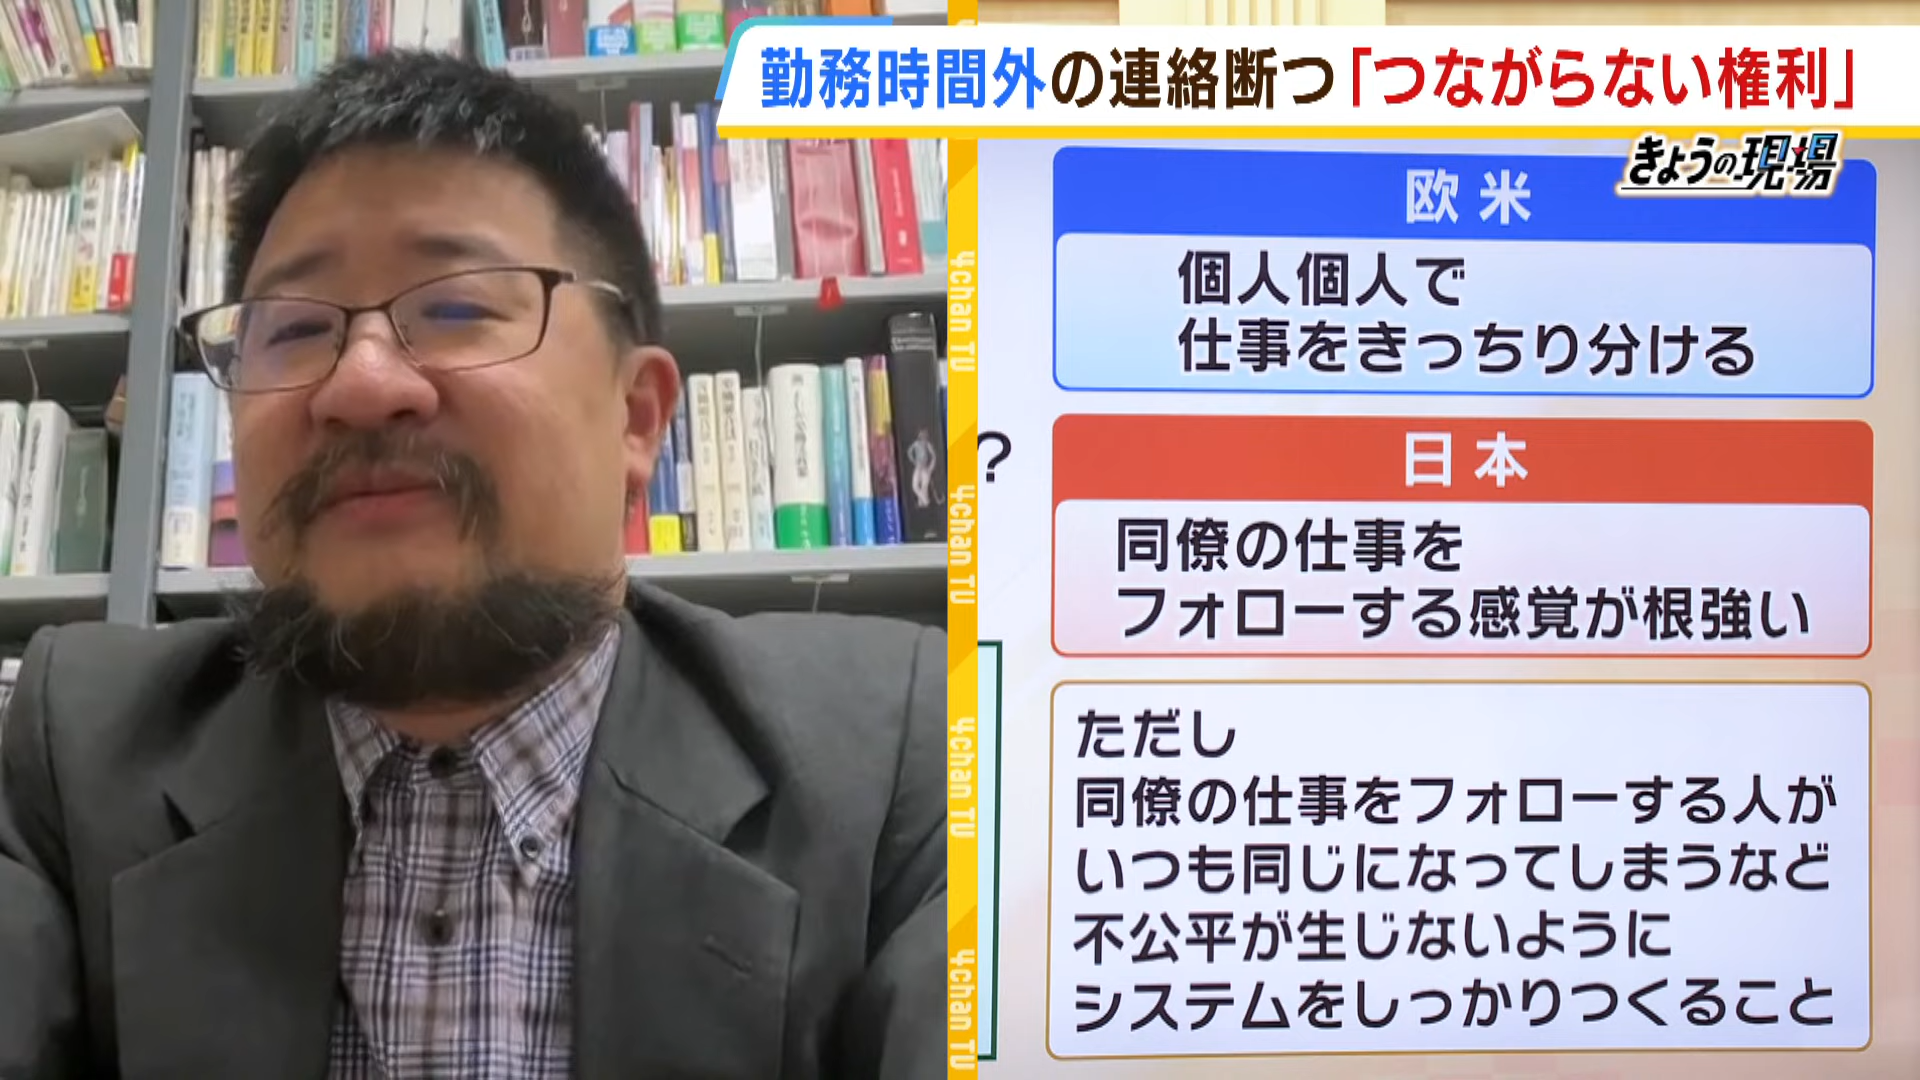 勤務時間外の連絡断つ「つながらない権利」
きょうの現場
欧米
個人個人で
仕事をきっちり分ける
?
日本
同僚の仕事を
フォローする感覚が根強い
ただし
同僚の仕事をフォローする人が
いつも同じになってしまうなど
不公平が生じないように
システムをしっかりつくること
4chan TV
4chan TV
4chan TV
4chan TV